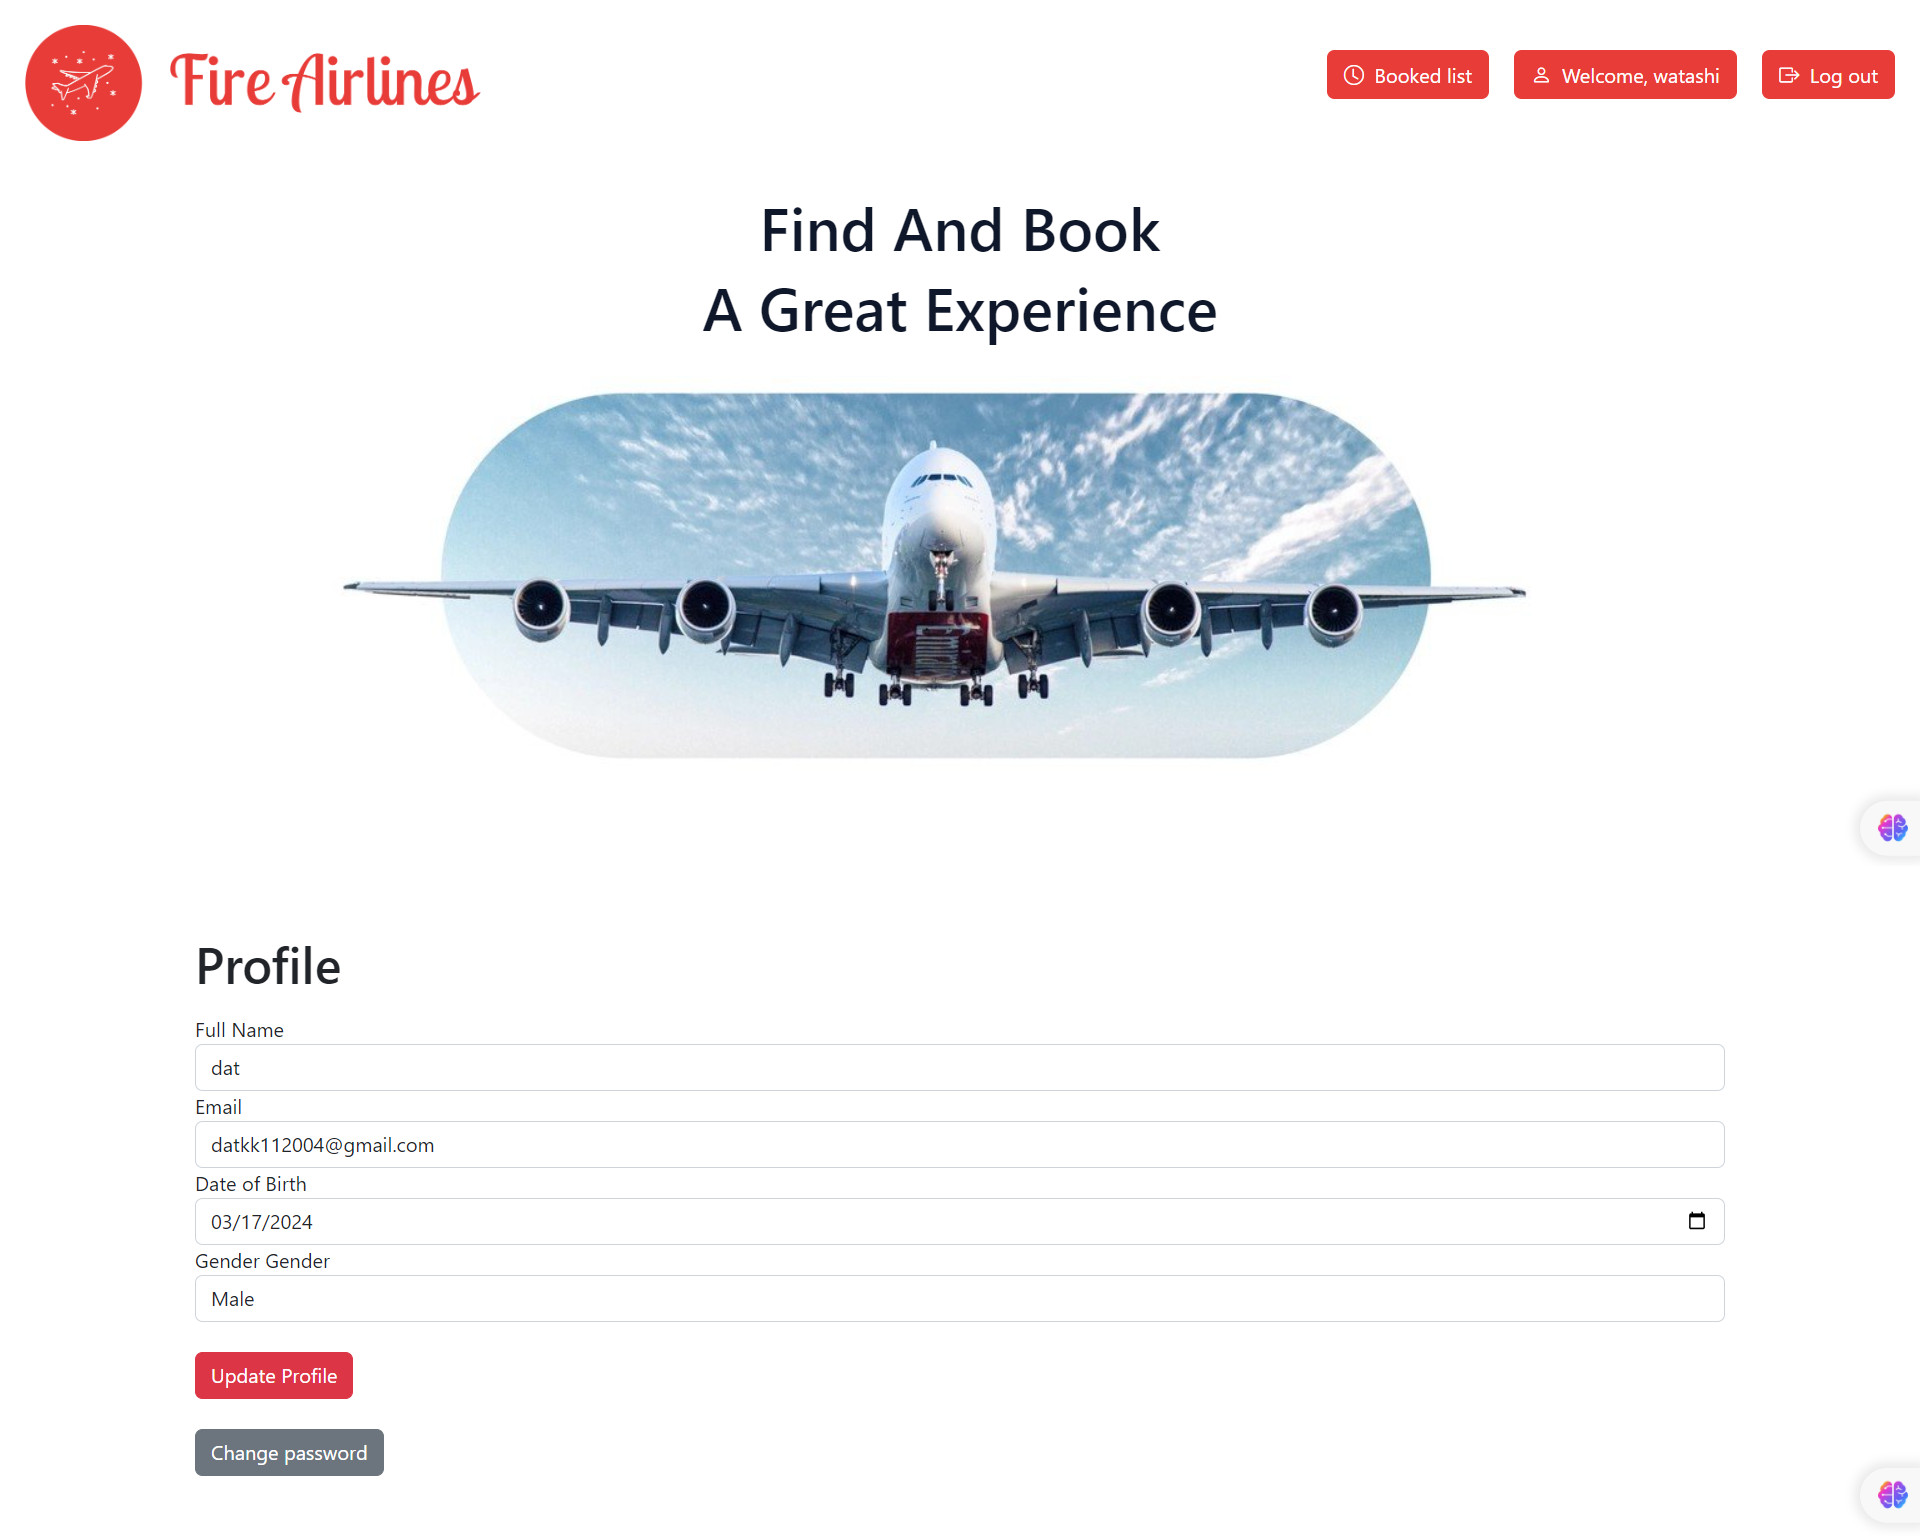 Fire Airlines
Booked list
Welcome, watashi
Log out
Find And Book
A Great Experience
Profile
Full Name
dat
Email
datkk112004@gmail.com
Date of Birth
03/17/2024
Gender Gender
Male
Update Profile
Change password